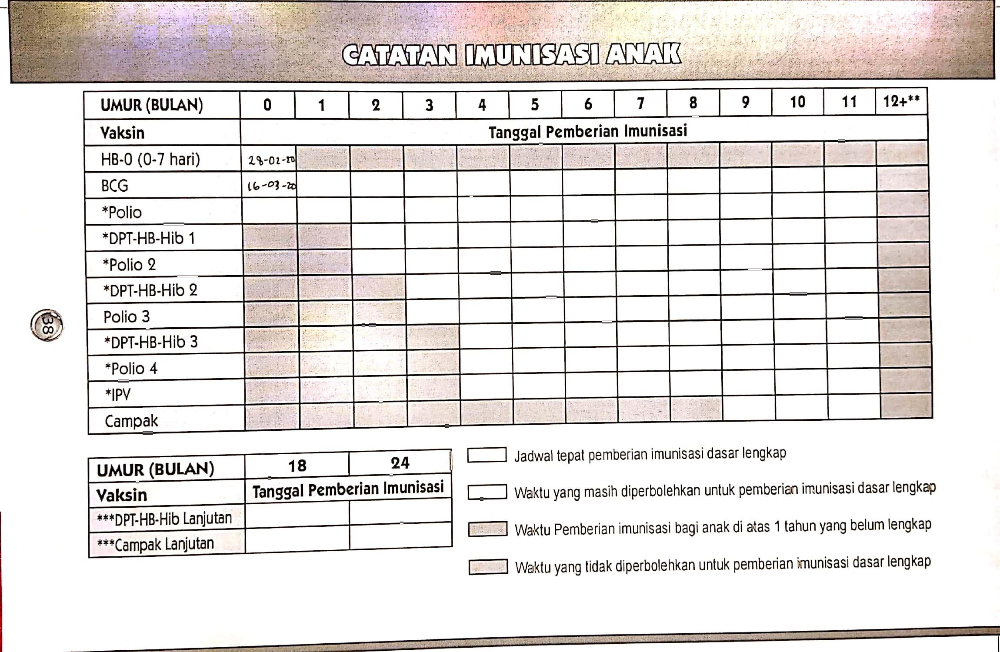 CATATAN IMUNISASI ANAK
UMUR (BULAN) 0 1 2 3 4 5 6 7 8 9 10 11 12+**
Vaksin Tanggal Pemberian Imunisasi
HB-0 (0-7 hari) 28-02-20
BCG 16-03-20
*Polio
*DPT-HB-Hib 1
*Polio 2
*DPT-HB-Hib 2
Polio 3
*DPT-HB-Hib 3
*Polio 4
*IPV
Campak
38
UMUR (BULAN) 18 24
Vaksin Tanggal Pemberian Imunisasi
***DPT-HB-Hib Lanjutan
***Campak Lanjutan
Jadwal tepat pemberian imunisasi dasar lengkap
Waktu yang masih diperbolehkan untuk pemberian imunisasi dasar lengkap
Waktu Pemberian imunisasi bagi anak di atas 1 tahun yang belum lengkap
Waktu yang tidak diperbolehkan untuk pemberian imunisasi dasar lengkap